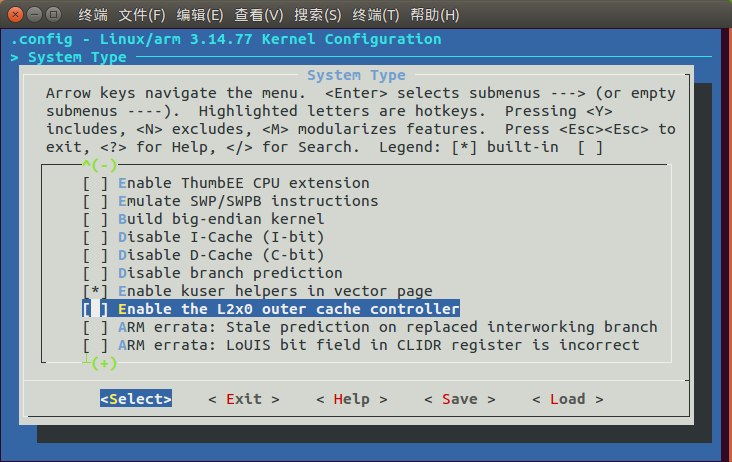 终端 文件(F) 编辑(E) 查看(V) 搜索(S) 终端(T) 帮助(H)
.config - Linux/arm 3.14.77 Kernel Configuration
> System Type
System Type
Arrow keys navigate the menu.  <Enter> selects submenus ---> (or empty
submenus ----).  Highlighted letters are hotkeys.  Pressing <Y>
includes, <N> excludes, <M> modularizes features.  Press <Esc><Esc> to
exit, <?> for Help, </> for Search.  Legend: [*] built-in  [ ]
^(-)
[ ] Enable ThumbEE CPU extension
[ ] Emulate SWP/SWPB instructions
[ ] Build big-endian kernel
[ ] Disable I-Cache (I-bit)
[ ] Disable D-Cache (C-bit)
[ ] Disable branch prediction
[*] Enable kuser helpers in vector page
[ ] Enable the L2x0 outer cache controller
[ ] ARM errata: Stale prediction on replaced interworking branch
[ ] ARM errata: LoUIS bit field in CLIDR register is incorrect
┴(+)
<Select>    < Exit >    < Help >    < Save >    < Load >